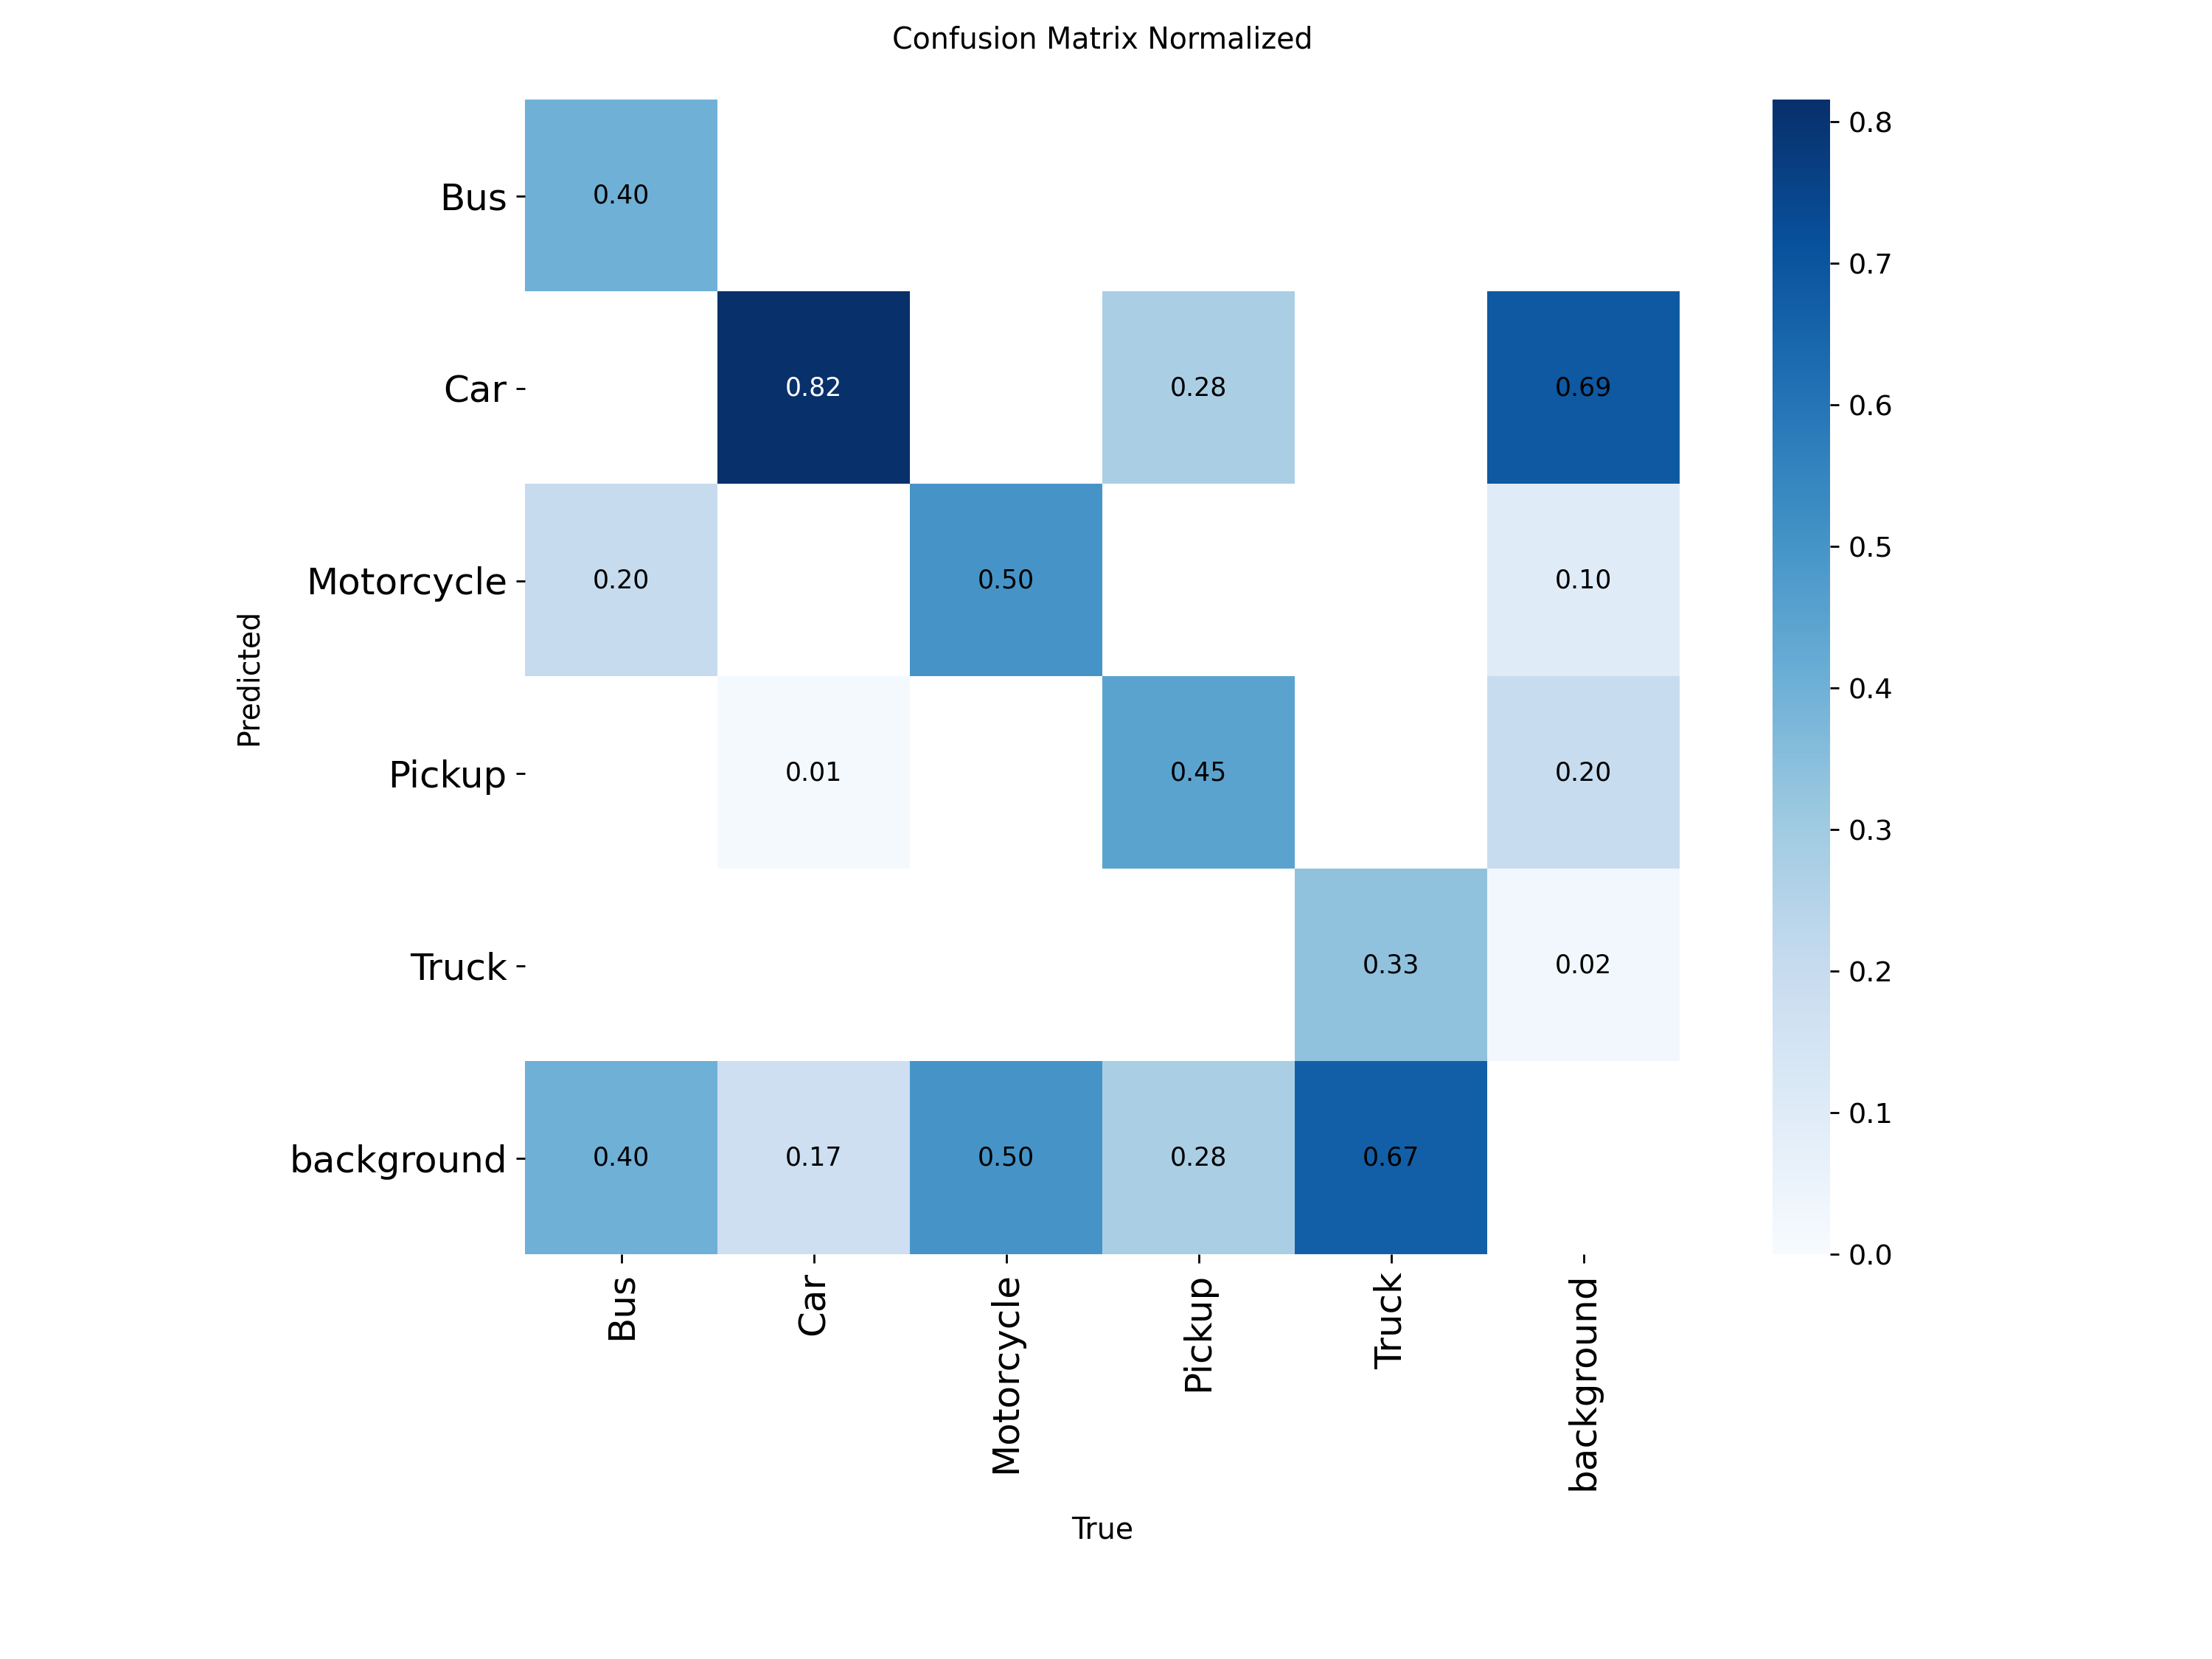 Confusion Matrix Normalized
Bus
0.40
0.8
0.7
Car
0.82
0.28
0.69
0.6
Motorcycle
0.20
0.50
0.10
0.5
Predicted
0.4
Pickup
0.01
0.45
0.20
0.3
Truck
0.33
0.02
0.2
background
0.40
0.17
0.50
0.28
0.67
0.1
0.0
Bus
Car
Motorcycle
Pickup
Truck
background
True